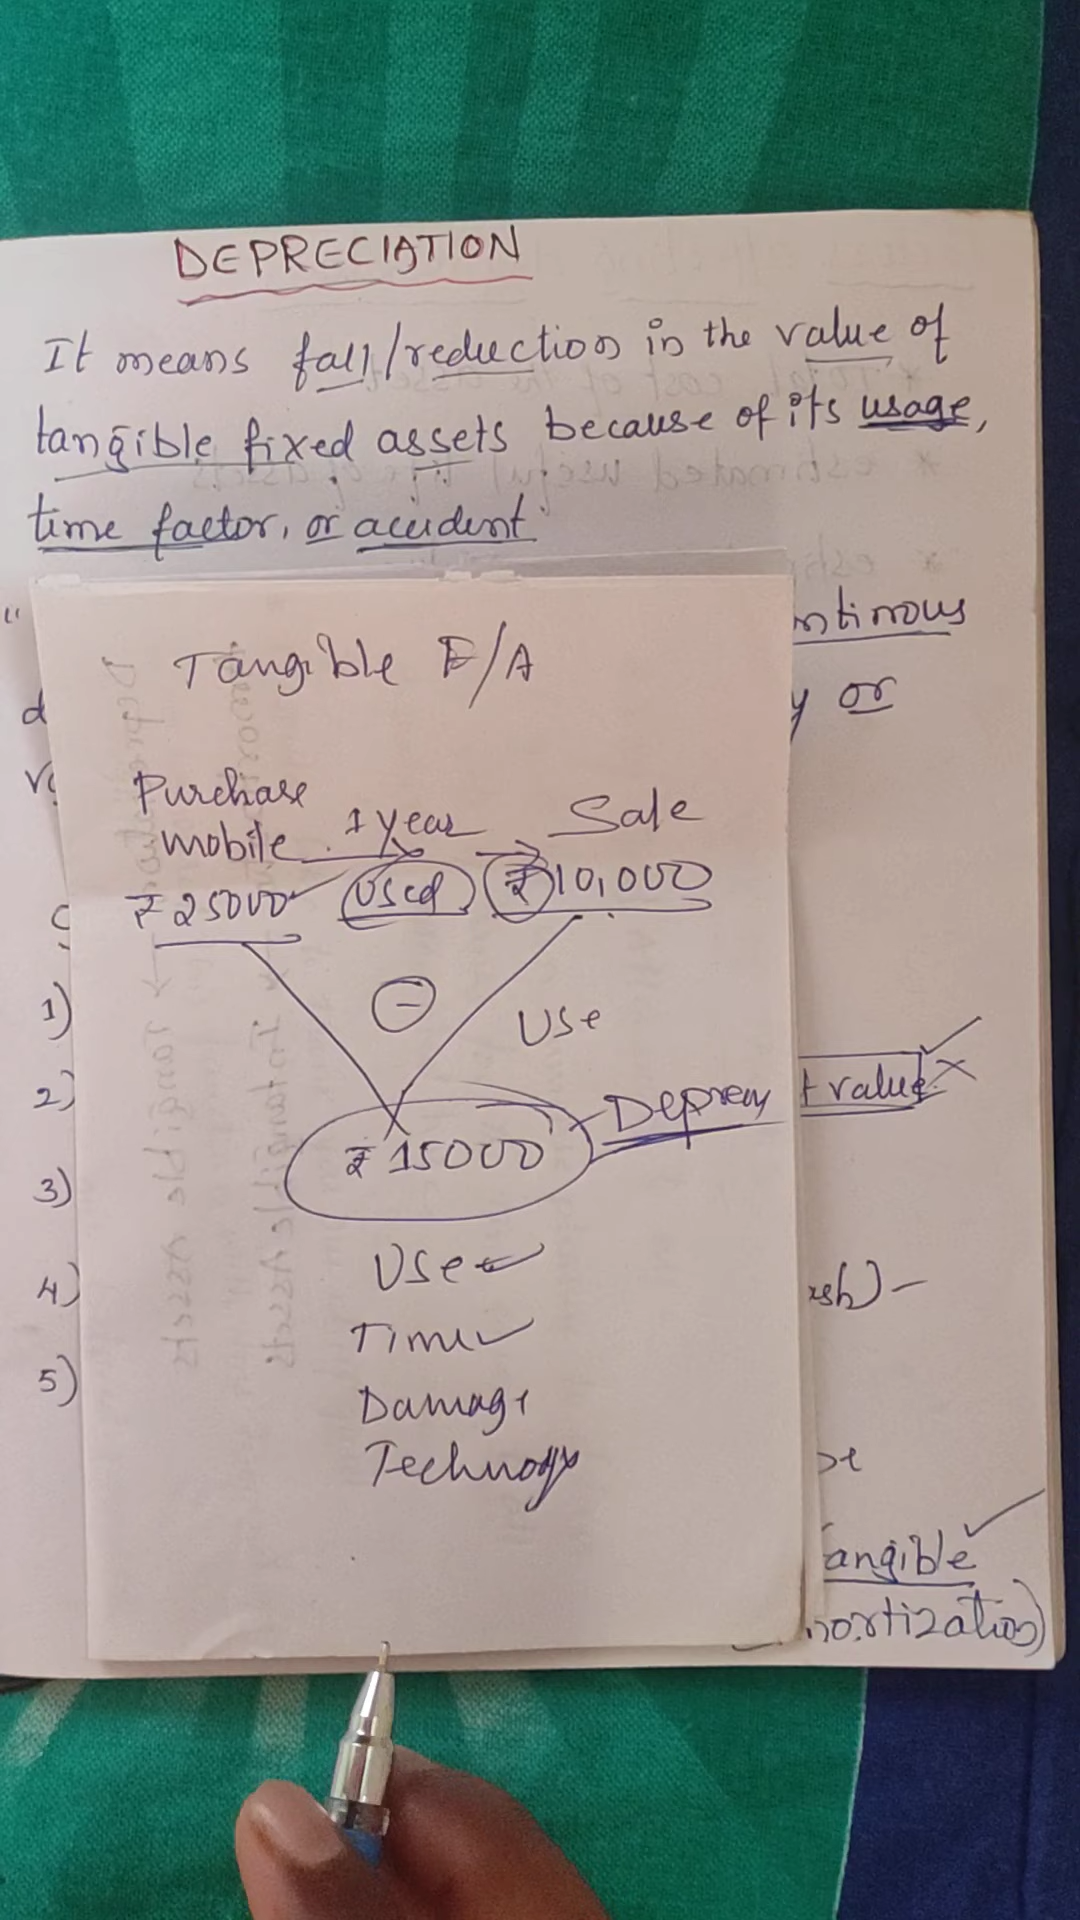 DEPRECIATION
It means fall/reduction in the value of
tangible fixed assets because of its usage,
time factor, or accident.
"
ntinous
Tangible F/A
d
y or
Purchase
mobile 1 year Sale
₹ 25000 used ₹ 10,000
-
Use
1)
2)
t value
Deprecn
₹ 15000
3)
Use
4)
Time
5)
Damage
Technology
angible
mortization)